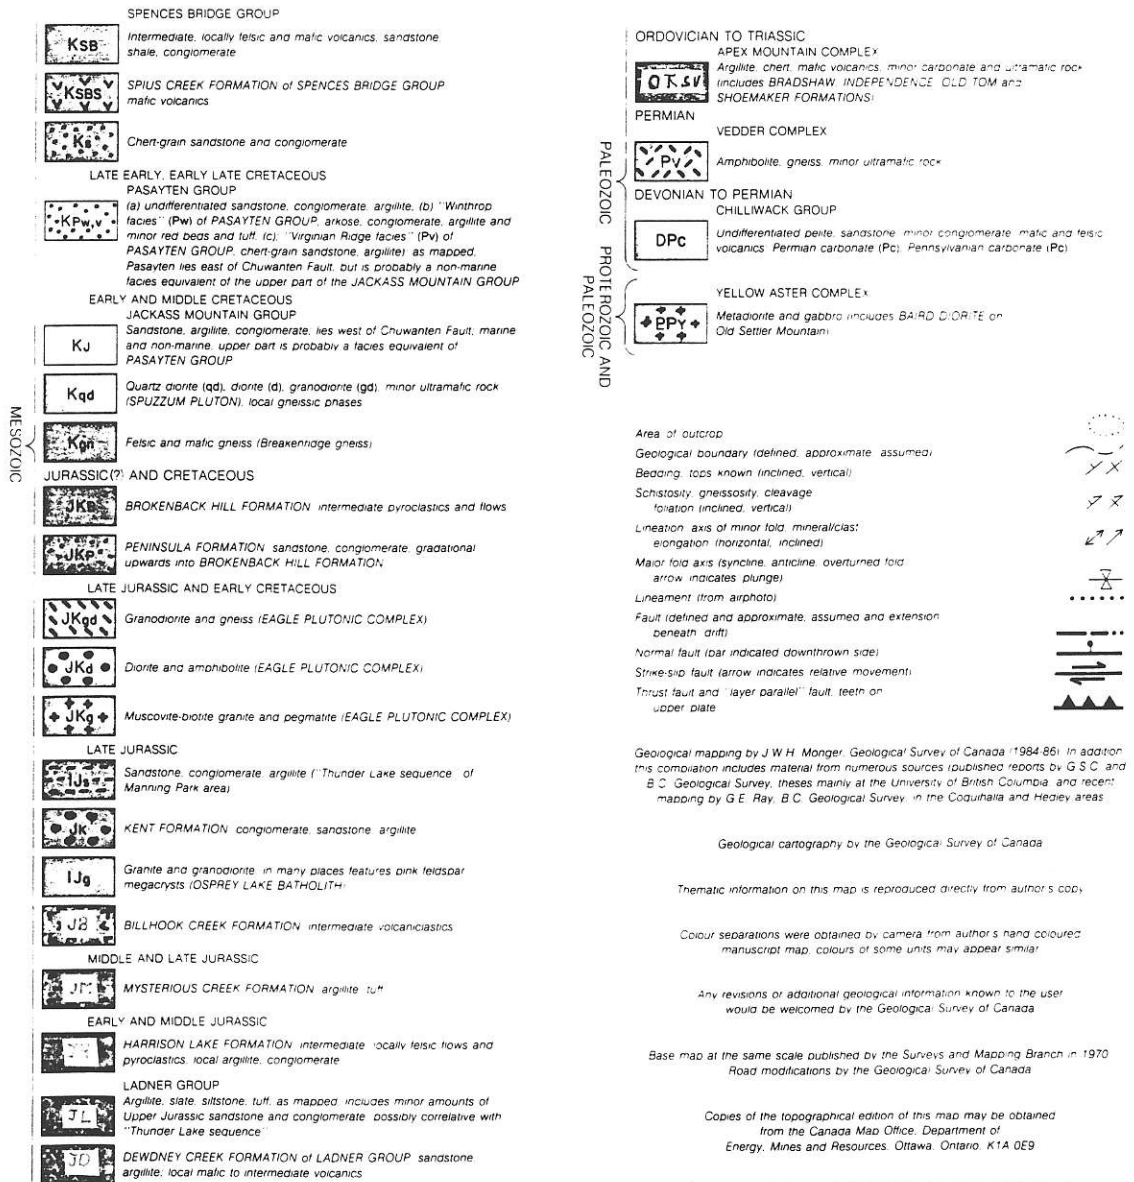 SPENCES BRIDGE GROUP
KSB
Intermediate, locally felsic and mafic volcanics, sandstone,
shale, conglomerate
KSBS
SPIUS CREEK FORMATION of SPENCES BRIDGE GROUP
mafic volcanics
Ks
Chert-grain sandstone and conglomerate
LATE EARLY, EARLY LATE CRETACEOUS
PASAYTEN GROUP
KPw,v
(a) undifferentiated sandstone, conglomerate, argillite, (b) "Winthrop
facies" (Pw) of PASAYTEN GROUP, arkose, conglomerate, argillite and
minor red beds and tuff, (c), "Virginian Ridge facies" (Pv) of
PASAYTEN GROUP, chert-grain sandstone, argillite) as mapped,
Pasayten lies east of Chuwanten Fault, but is probably a non-marine
facies equivalent of the upper part of the JACKASS MOUNTAIN GROUP
EARLY AND MIDDLE CRETACEOUS
JACKASS MOUNTAIN GROUP
KJ
Sandstone, argillite, conglomerate, lies west of Chuwanten Fault; marine
and non-marine, upper part is probably a facies equivalent of
PASAYTEN GROUP
Kqd
Quartz diorite (qd), diorite (d), granodiorite (gd), minor ultramafic rock
(SPUZZUM PLUTON), local gneissic phases
Kgn
Felsic and mafic gneiss (Breakenridge gneiss)
MESOZOIC
JURASSIC(?) AND CRETACEOUS
JKB
BROKENBACK HILL FORMATION intermediate pyroclastics and flows
JKP
PENINSULA FORMATION sandstone, conglomerate, gradational
upwards into BROKENBACK HILL FORMATION
LATE JURASSIC AND EARLY CRETACEOUS
JKgd
Granodiorite and gneiss (EAGLE PLUTONIC COMPLEX)
JKd
Diorite and amphibolite (EAGLE PLUTONIC COMPLEX)
JKg
Muscovite-biotite granite and pegmatite (EAGLE PLUTONIC COMPLEX)
LATE JURASSIC
lJs
Sandstone, conglomerate, argillite ("Thunder Lake sequence of
Manning Park area)
JK
KENT FORMATION conglomerate, sandstone, argillite
lJg
Granite and granodiorite in many places features pink feldspar
megacrysts (OSPREY LAKE BATHOLITH)
JB
BILLHOOK CREEK FORMATION intermediate volcaniclastics
MIDDLE AND LATE JURASSIC
JM
MYSTERIOUS CREEK FORMATION argillite, tuff
EARLY AND MIDDLE JURASSIC
HARRISON LAKE FORMATION intermediate locally felsic flows and
pyroclastics, local argillite, conglomerate
LADNER GROUP
JL
Argillite, slate, siltstone, tuff, as mapped, includes minor amounts of
Upper Jurassic sandstone and conglomerate possibly correlative with
"Thunder Lake sequence"
JD
DEWDNEY CREEK FORMATION of LADNER GROUP sandstone
argillite; local mafic to intermediate volcanics
ORDOVICIAN TO TRIASSIC
APEX MOUNTAIN COMPLEX
OTRSV
Argillite, chert, mafic volcanics, minor carbonate and ultramafic rock
(includes BRADSHAW, INDEPENDENCE, OLD TOM and
SHOEMAKER FORMATIONS)
PERMIAN
VEDDER COMPLEX
PV
Amphibolite, gneiss, minor ultramafic rock
PALEOZOIC
DEVONIAN TO PERMIAN
CHILLIWACK GROUP
DPc
Undifferentiated pelite, sandstone, minor conglomerate, mafic and felsic
volcanics Permian carbonate (Pc), Pennsylvanian carbonate (Pc)
PROTEROZOIC AND
PALEOZOIC
YELLOW ASTER COMPLEX
PPY
Metadiorite and gabbro (includes BAIRD DIORITE on
Old Settler Mountain)
Area of outcrop
Geological boundary (defined, approximate, assumed)
Bedding, tops known (inclined, vertical)
Schistosity, gneissosity, cleavage
foliation (inclined, vertical)
Lineation, axis of minor fold, mineral/clast
elongation (horizontal, inclined)
Major fold axis (syncline, anticline, overturned fold
arrow indicates plunge)
Lineament (from airphoto)
Fault (defined and approximate, assumed and extension
beneath drift)
Normal fault (bar indicated downthrown side)
Strike-slip fault (arrow indicates relative movement)
Thrust fault and "layer parallel" fault, teeth on
upper plate
Geological mapping by J.W.H. Monger, Geological Survey of Canada (1984-86). In addition
this compilation includes material from numerous sources (published reports by G.S.C. and
B.C. Geological Survey, theses mainly at the University of British Columbia, and recent
mapping by G.E. Ray, B.C. Geological Survey, in the Coquihalla and Hedley areas
Geological cartography by the Geological Survey of Canada
Thematic information on this map is reproduced directly from author's copy
Colour separations were obtained by camera from author's hand coloured
manuscript map, colours of some units may appear similar
Any revisions or additional geological information known to the user
would be welcomed by the Geological Survey of Canada
Base map at the same scale published by the Surveys and Mapping Branch in 1970
Road modifications by the Geological Survey of Canada
Copies of the topographical edition of this map may be obtained
from the Canada Map Office, Department of
Energy, Mines and Resources, Ottawa, Ontario, K1A 0E9